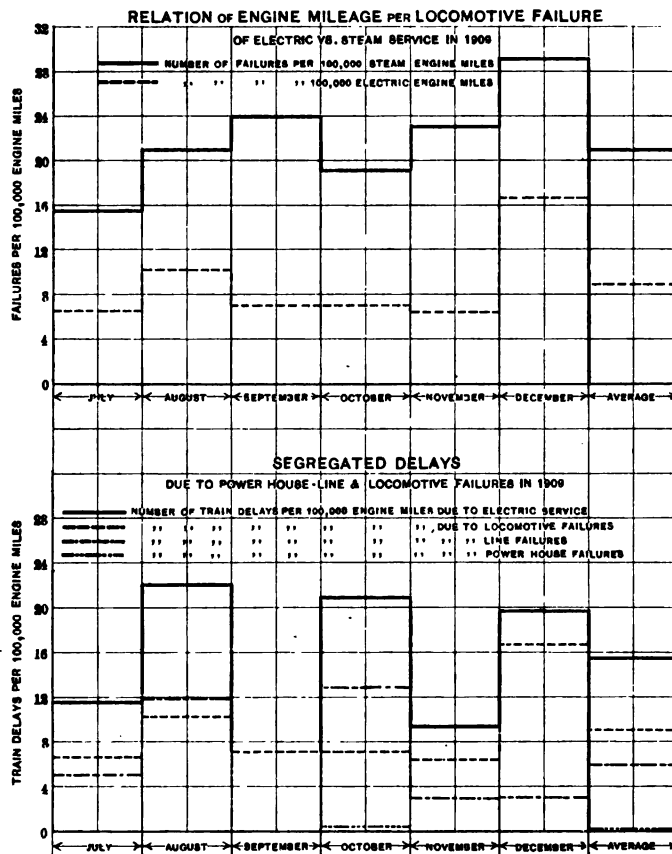 RELATION OF ENGINE MILEAGE PER LOCOMOTIVE FAILURE
OF ELECTRIC VS. STEAM SERVICE IN 1909
NUMBER OF FAILURES PER 100,000 STEAM ENGINE MILES
" " " " 100,000 ELECTRIC ENGINE MILES
FAILURES PER 100,000 ENGINE MILES
32
28
24
20
16
12
8
4
0
JULY AUGUST SEPTEMBER OCTOBER NOVEMBER DECEMBER AVERAGE
SEGREGATED DELAYS
DUE TO POWER HOUSE-LINE & LOCOMOTIVE FAILURES IN 1909
NUMBER OF TRAIN DELAYS PER 100,000 ENGINE MILES DUE TO ELECTRIC SERVICE
" " " " " " " " DUE TO LOCOMOTIVE FAILURES
" " " " " " " " " " LINE FAILURES
" " " " " " " " " " POWER HOUSE FAILURES
TRAIN DELAYS PER 100,000 ENGINE MILES
28
24
20
16
12
8
4
0
JULY AUGUST SEPTEMBER OCTOBER NOVEMBER DECEMBER AVERAGE